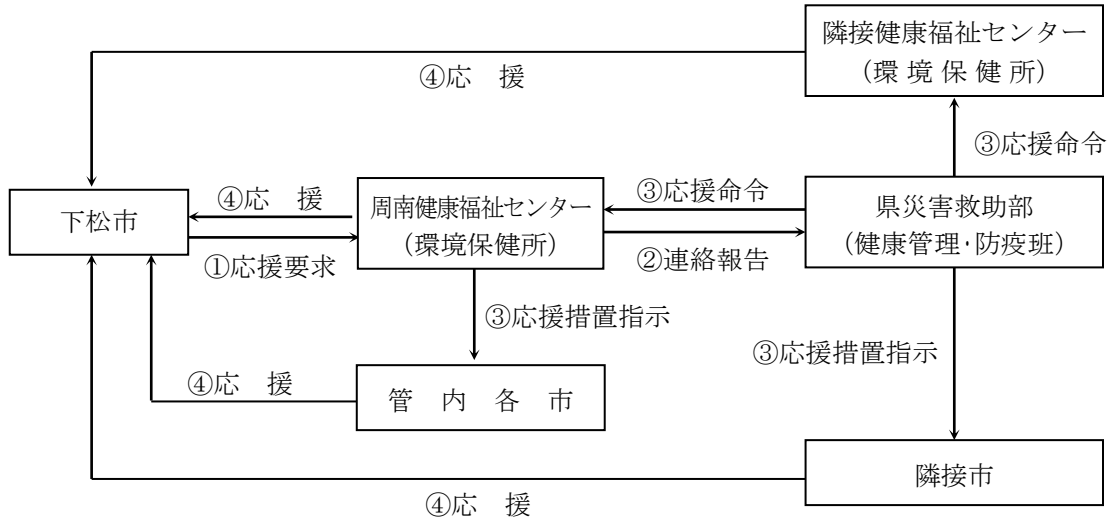 隣接健康福祉センター
(環境保健所)
④応　援
③応援命令
下松市
④応　援
①応援要求
周南健康福祉センター
(環境保健所)
③応援命令
②連絡報告
県災害救助部
(健康管理・防疫班)
③応援措置指示
③応援措置指示
④応　援
管　内　各　市
隣接市
④応　援